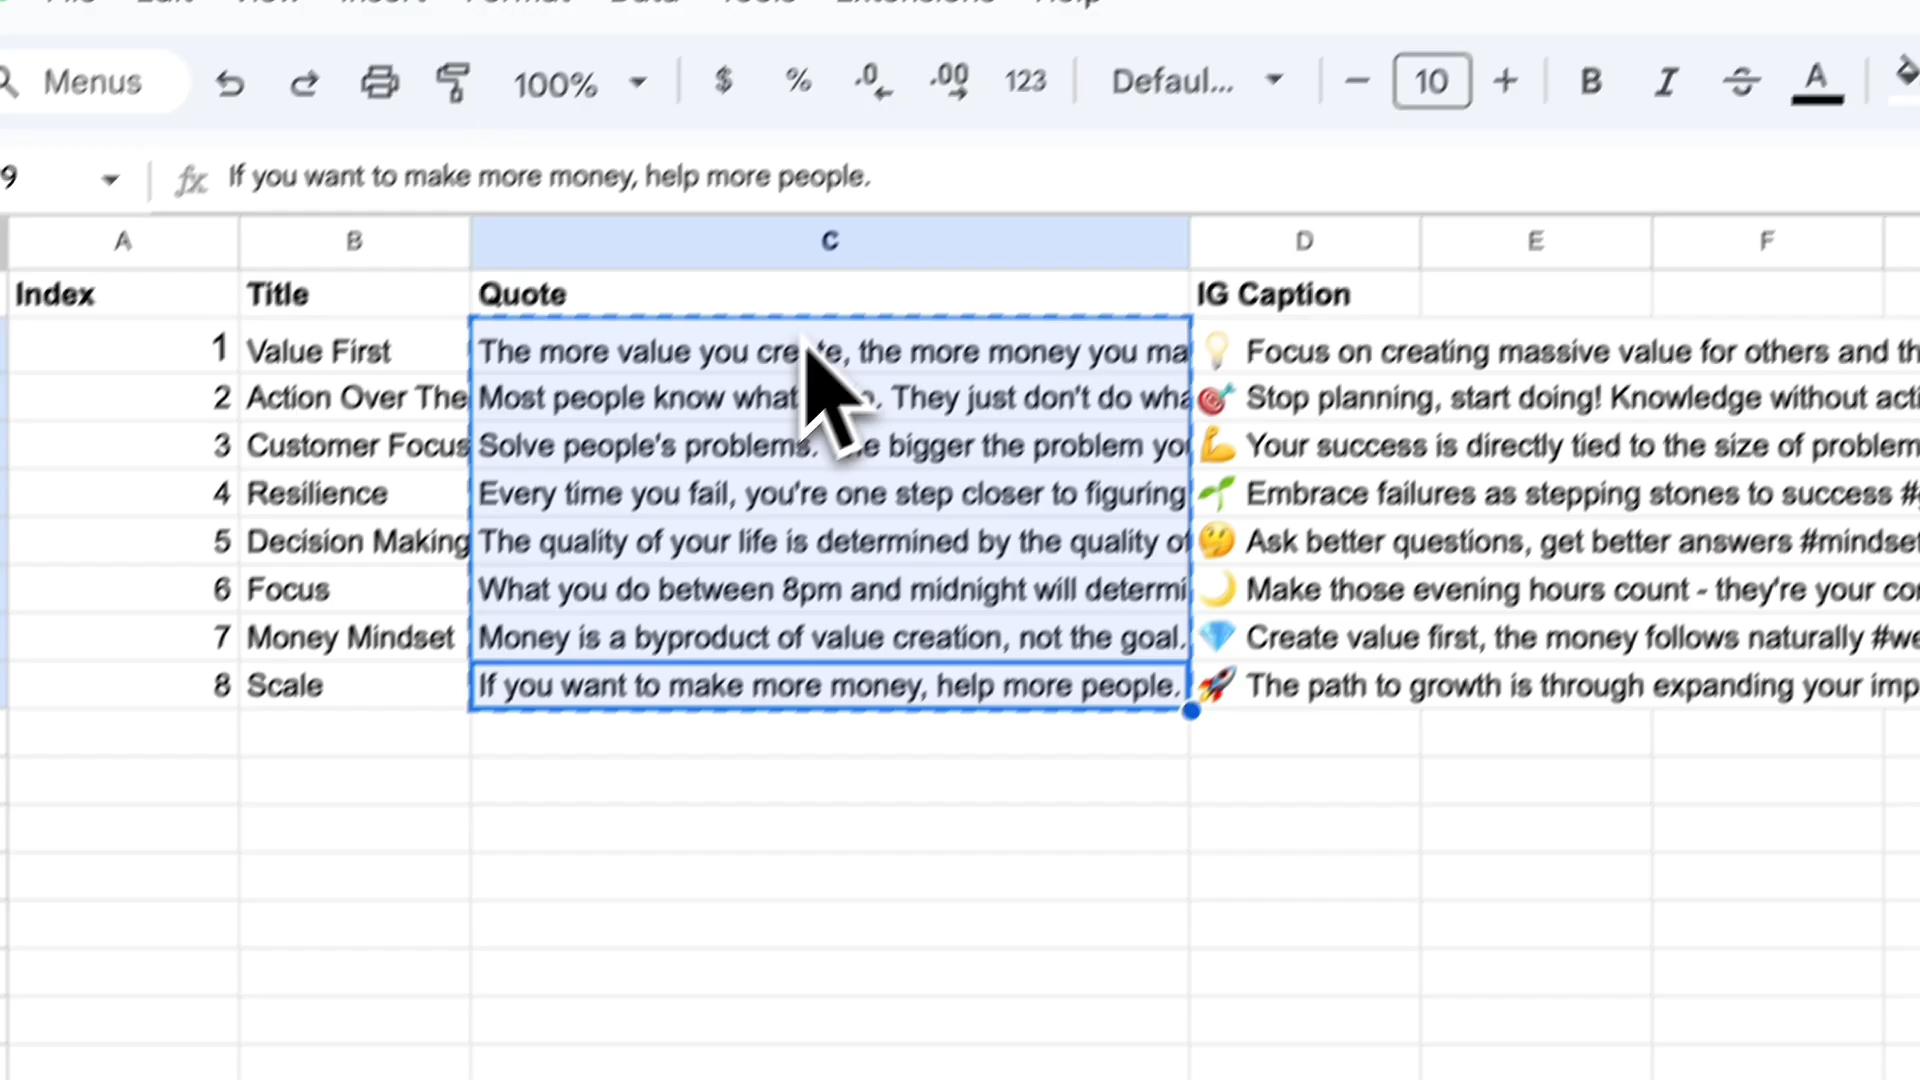 Menus 100% $ % .0 .00 123 Defaul... 10 B I S A
9 fx If you want to make more money, help more people.
A B C D E F
Index Title Quote IG Caption
1 Value First The more value you create, the more money you ma 💡 Focus on creating massive value for others and th
2 Action Over The Most people know what They just don't do wha 🎯 Stop planning, start doing! Knowledge without acti
3 Customer Focus Solve people's problems. bigger the problem yo 💪 Your success is directly tied to the size of problem
4 Resilience Every time you fail, you're one step closer to figuring 🌱 Embrace failures as stepping stones to success #
5 Decision Making The quality of your life is determined by the quality of 🤔 Ask better questions, get better answers #mindset
6 Focus What you do between 8pm and midnight will determi 🌙 Make those evening hours count - they're your co
7 Money Mindset Money is a byproduct of value creation, not the goal. 💎 Create value first, the money follows naturally #we
8 Scale If you want to make more money, help more people. 🚀 The path to growth is through expanding your imp